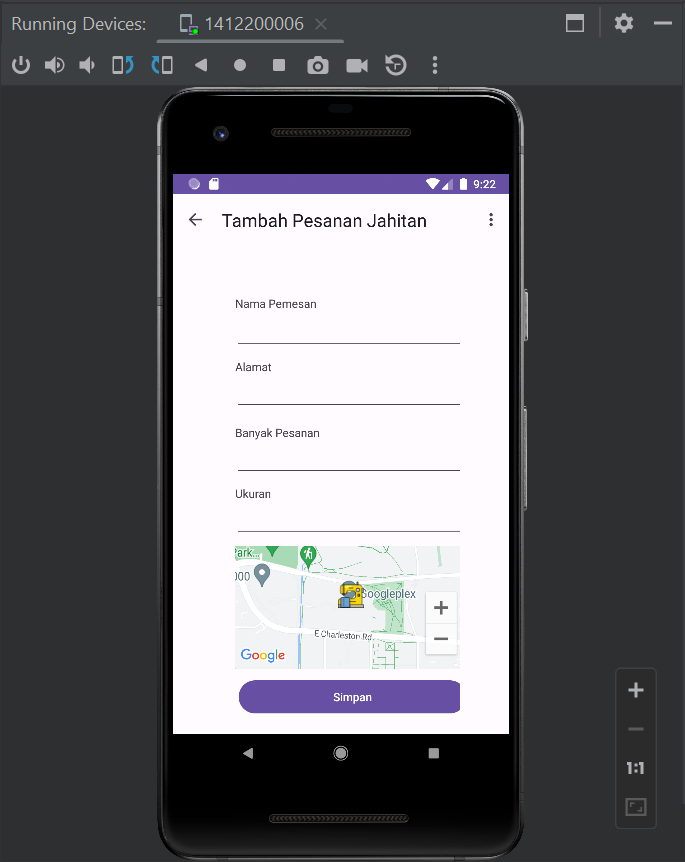 Running Devices:
1412200006
9:22
Tambah Pesanan Jahitan
Nama Pemesan
Alamat
Banyak Pesanan
Ukuran
Park...
000
Googleplex
E Charleston Rd
Google
Simpan
1:1